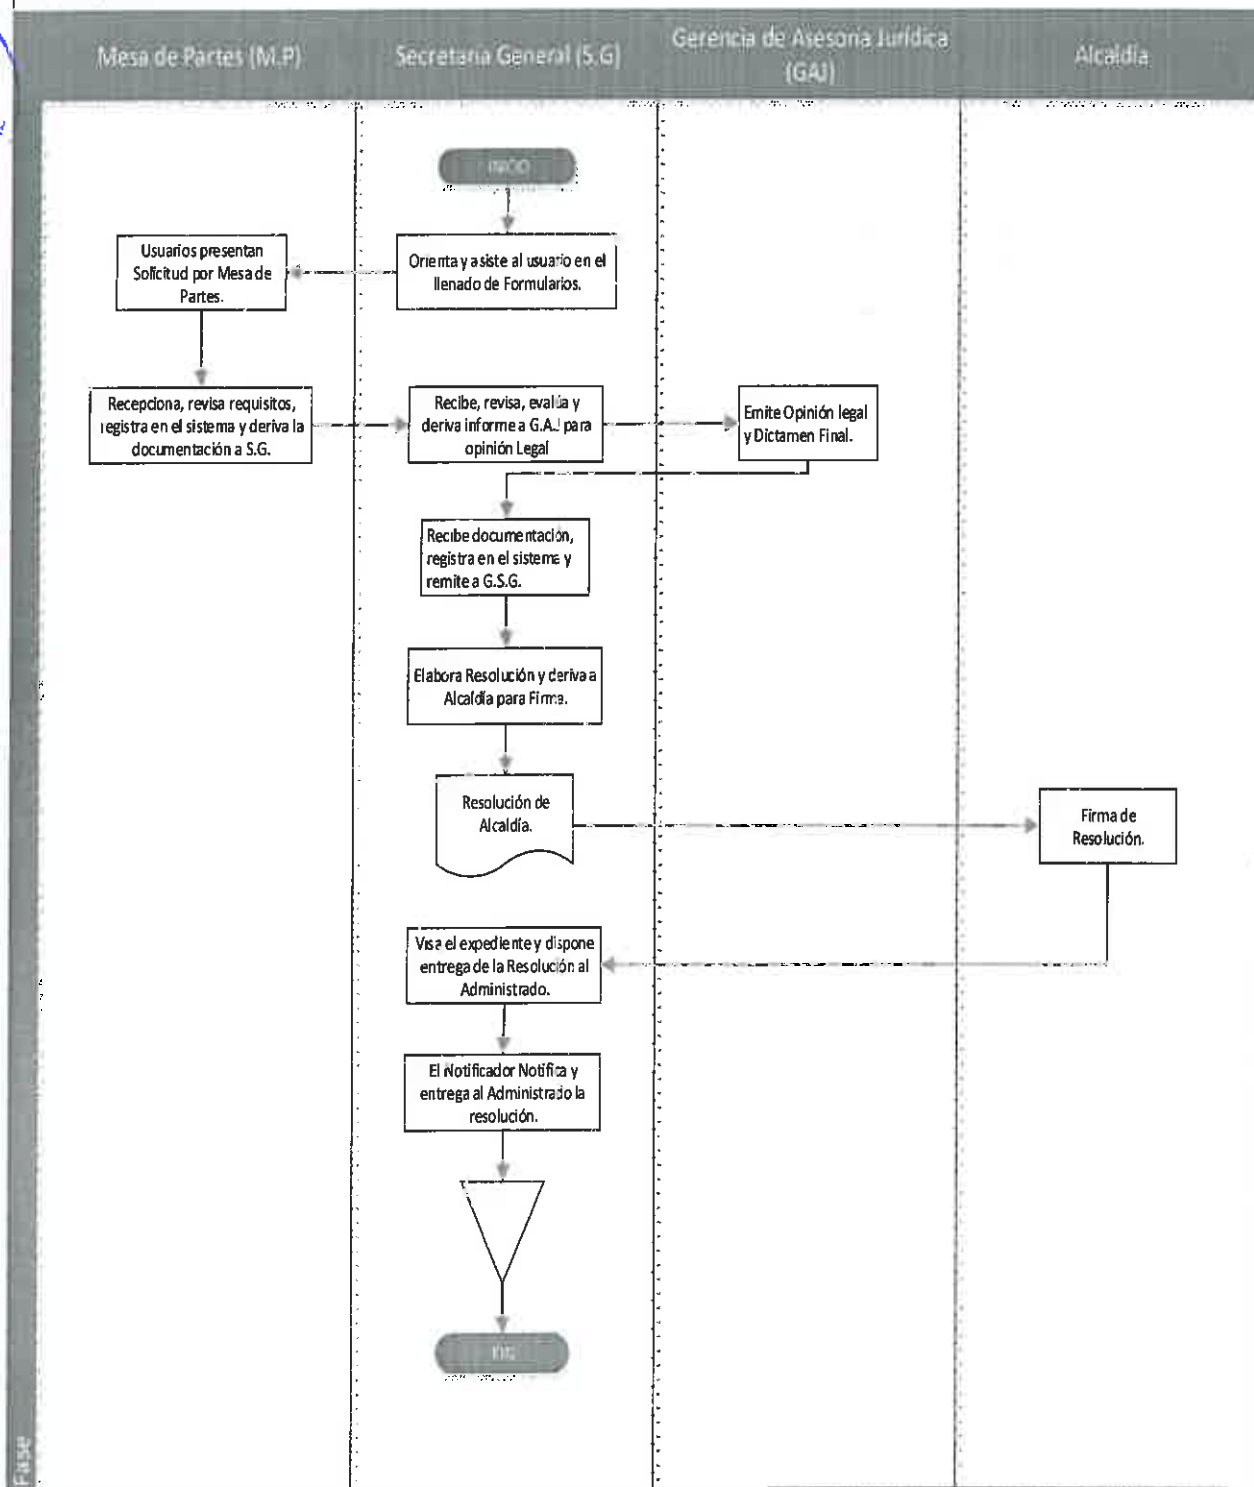 Mesa de Partes (M.P)
Secretaria General (S.G)
Gerencia de Asesoría Jurídica
(GAJ)
Alcaldía
INICIO
Usuarios presentan
Solicitud por Mesa de
Partes.
Orienta y asiste al usuario en el
llenado de Formularios.
Recepciona, revisa requisitos,
registra en el sistema y deriva la
documentación a S.G.
Recibe, revisa, evalúa y
deriva informe a G.A.J para
opinión Legal
Emite Opinión legal
y Dictamen Final.
Recibe documentación,
registra en el sistema y
remite a G.S.G.
Elabora Resolución y deriva a
Alcaldía para Firma.
Resolución de
Alcaldía.
Firma de
Resolución.
Visa el expediente y dispone
entrega de la Resolución al
Administrado.
El Notificador Notifica y
entrega al Administrado la
resolución.
FIN
Fase